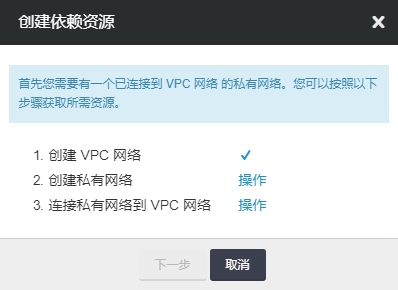 创建依赖资源
首先您需要有一个已连接到 VPC 网络 的私有网络。您可以按照以下
步骤获取所需资源。
1. 创建 VPC 网络
2. 创建私有网络 操作
3. 连接私有网络到 VPC 网络 操作
下一步 取消